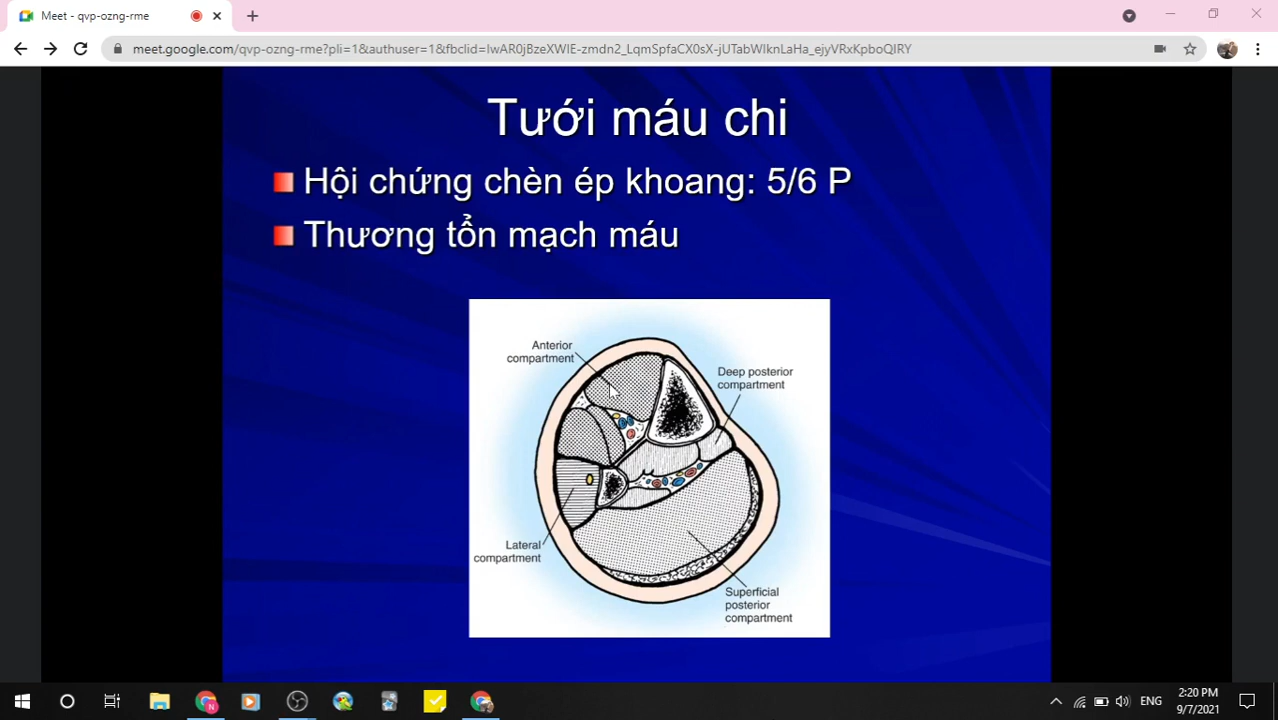 Meet - qvp-ozng-rme
meet.google.com/qvp-ozng-rme?pli=1&authuser=1&fbclid=IwAR0jBzeXWIE-zmdn2_LqmSpfaCX0sX-jUTabWIknLaHa_ejyVRxKpboQIRY
Tưới máu chi
Hội chứng chèn ép khoang: 5/6 P
Thương tổn mạch máu
Anterior
compartment
Deep posterior
compartment
Lateral
compartment
Superficial
posterior
compartment
N
ENG
2:20 PM
9/7/2021